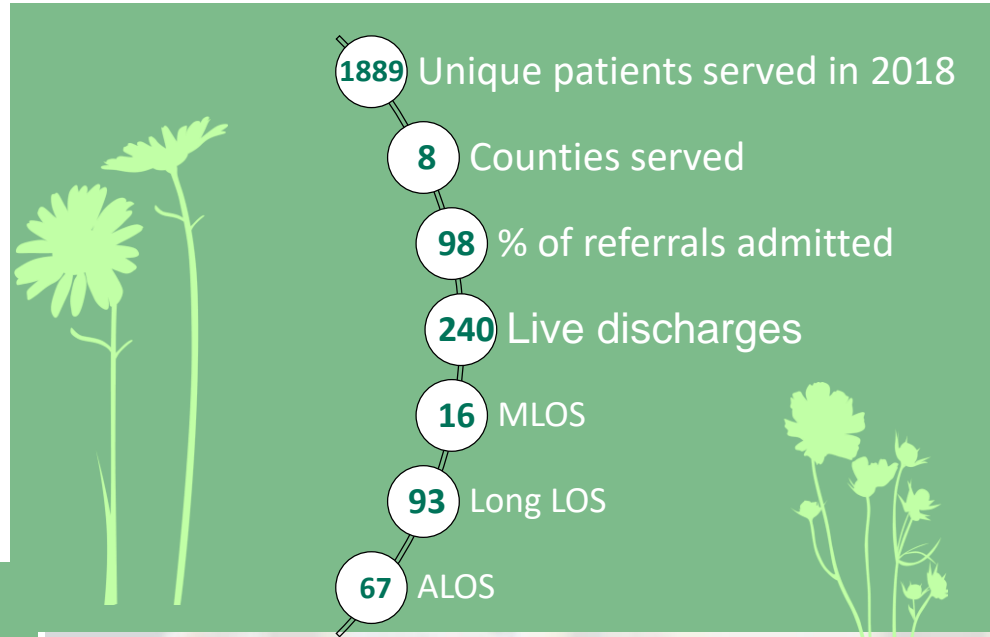 1889 Unique patients served in 2018
8 Counties served
98 % of referrals admitted
240 Live discharges
16 MLOS
93 Long LOS
67 ALOS